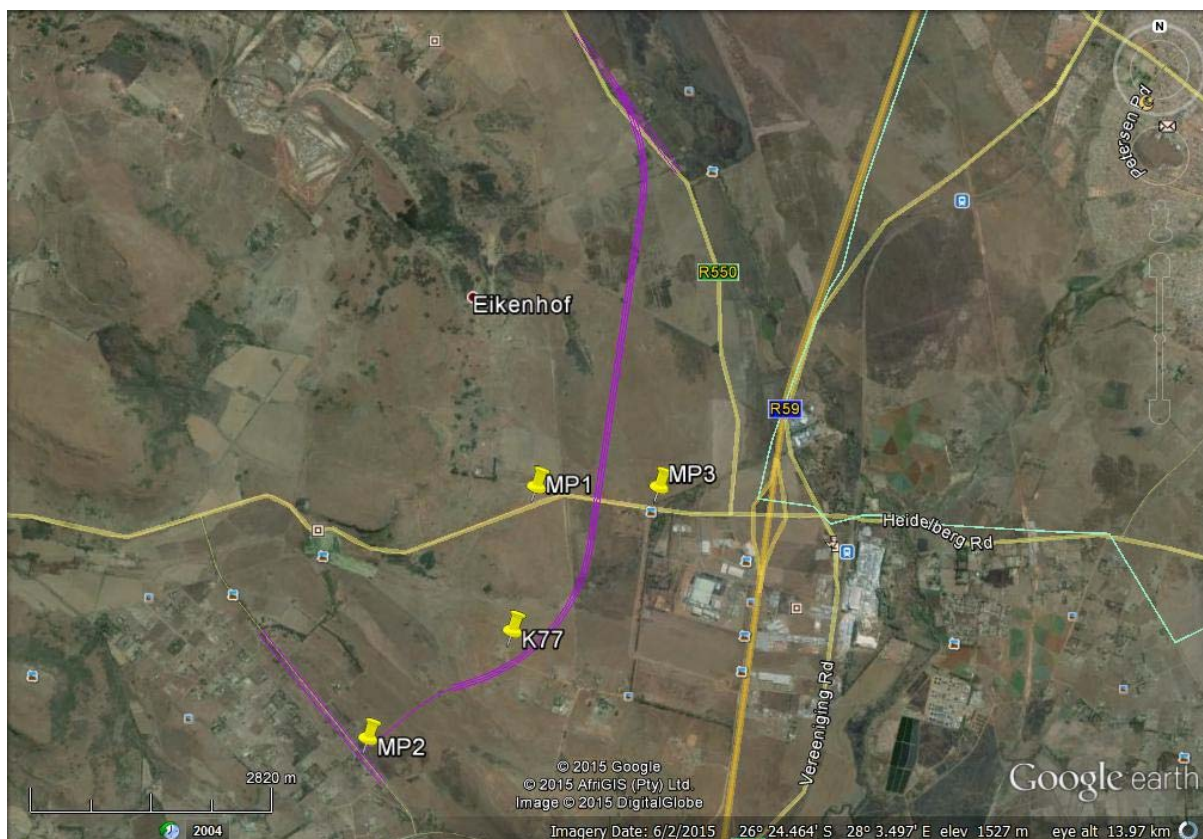 N
Petersen Rd
R550
Eikenhof
R59
MP1
MP3
Heidelberg Rd
K77
Vereeniging Rd
MP2
2820 m
© 2015 Google
© 2015 AfriGIS (Pty) Ltd.
Image © 2015 DigitalGlobe
Google earth
2004
Imagery Date: 6/2/2015 26° 24.464' S 28° 3.497' E elev 1527 m eye alt 13.97 km